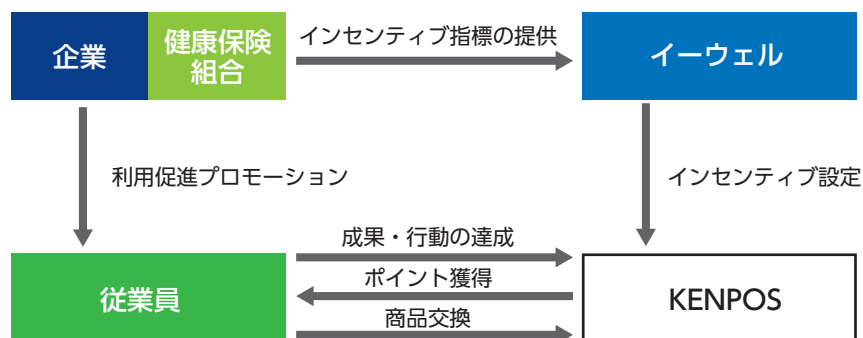 企業
健康保険
組合
インセンティブ指標の提供
イーウェル
利用促進プロモーション
インセンティブ設定
従業員
成果・行動の達成
ポイント獲得
商品交換
KENPOS